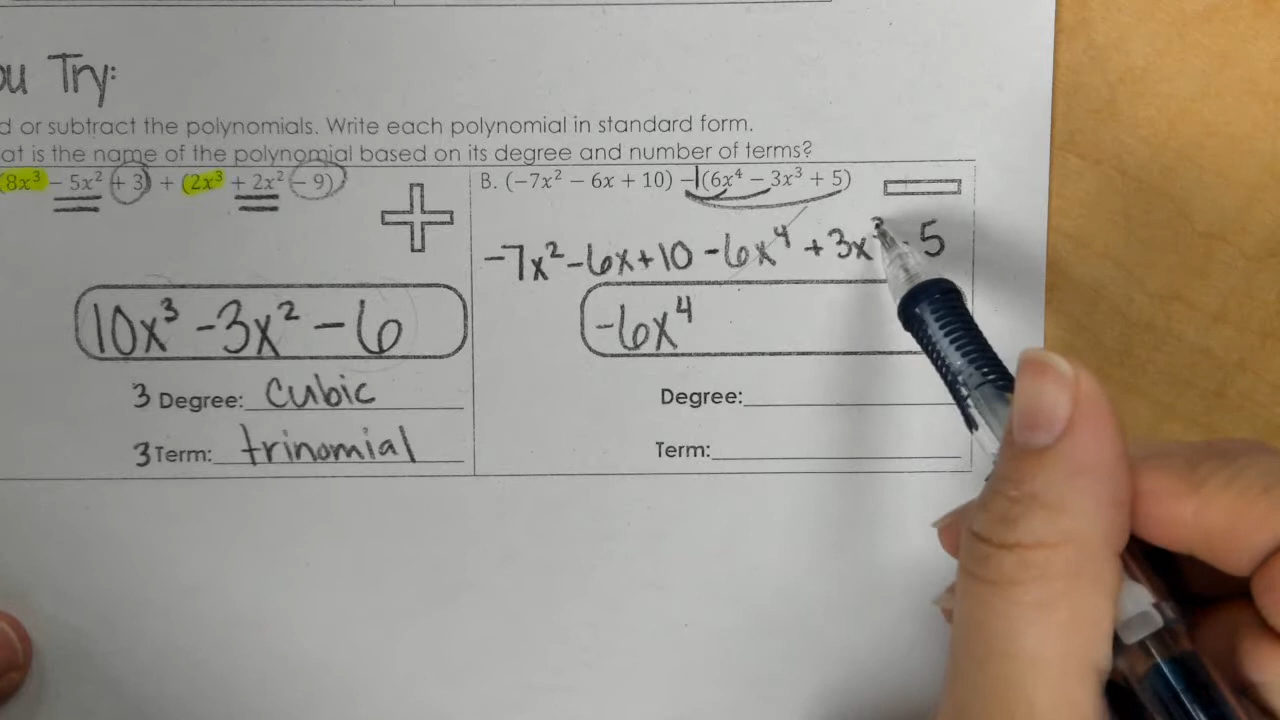 ou Try:
d or subtract the polynomials. Write each polynomial in standard form.
at is the name of the polynomial based on its degree and number of terms?
(8x³ − 5x² + 3) + (2x³ + 2x² − 9)
10x³ - 3x² - 6
3 Degree: cubic
3 Term: trinomial
B. (−7x² − 6x + 10) − 1(6x⁴ − 3x³ + 5)
-7x² - 6x + 10 - 6x⁴ + 3x³ - 5
-6x⁴
Degree:
Term: